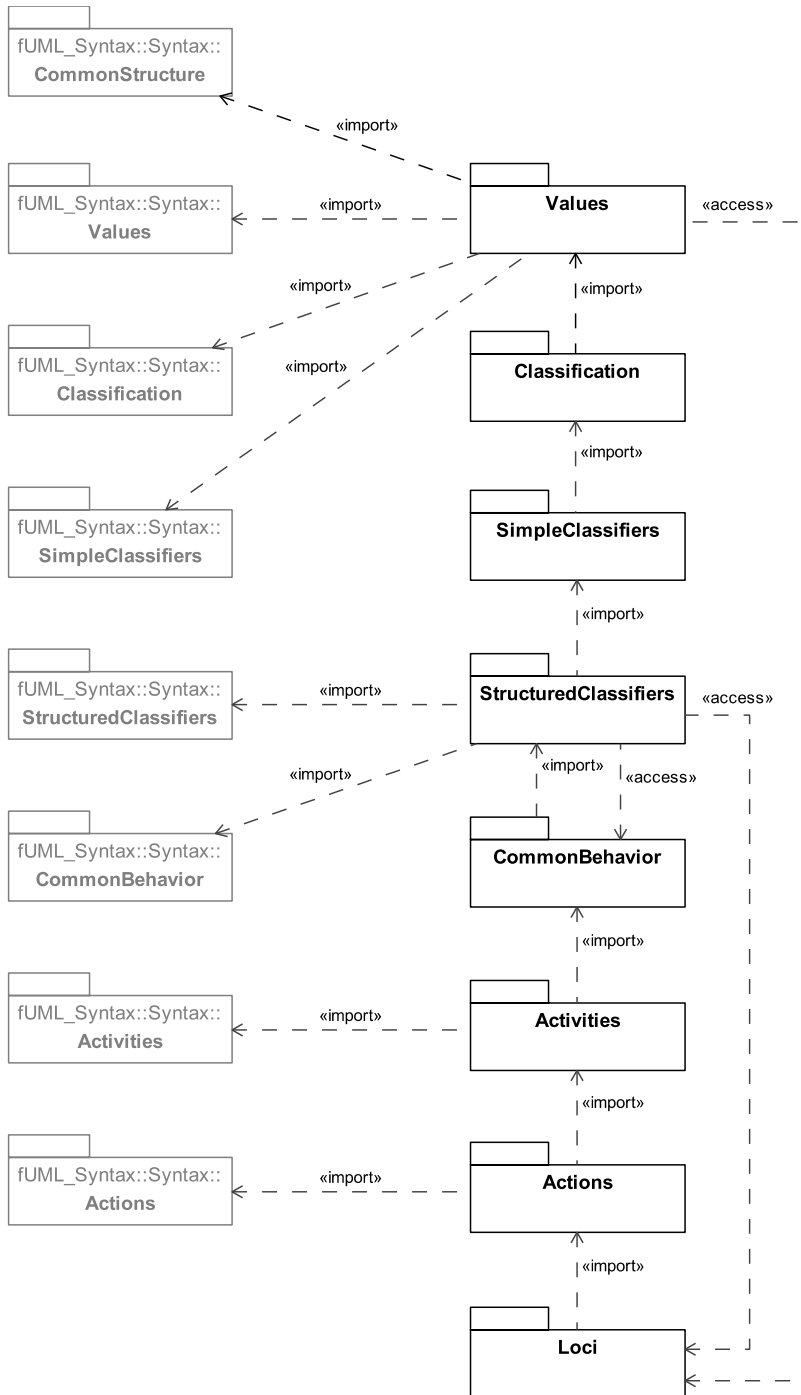 fUML_Syntax::Syntax::
CommonStructure
«import»
fUML_Syntax::Syntax::
Values
«import»
Values
«access»
«import»
«import»
fUML_Syntax::Syntax::
Classification
«import»
Classification
«import»
fUML_Syntax::Syntax::
SimpleClassifiers
SimpleClassifiers
«import»
fUML_Syntax::Syntax::
StructuredClassifiers
«import»
StructuredClassifiers
«access»
«import»
«import»
«access»
fUML_Syntax::Syntax::
CommonBehavior
CommonBehavior
«import»
fUML_Syntax::Syntax::
Activities
«import»
Activities
«import»
fUML_Syntax::Syntax::
Actions
«import»
Actions
«import»
Loci